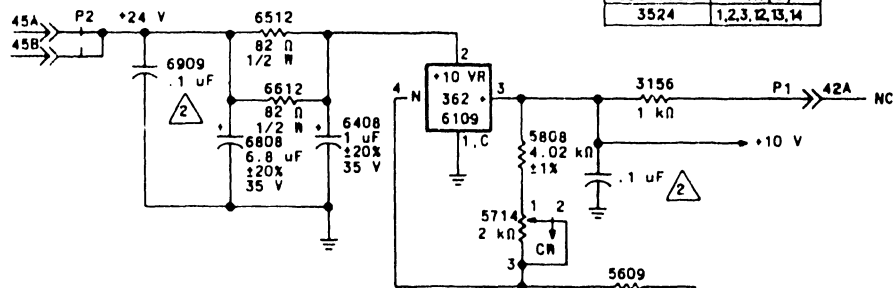 45A P2 +24 V
45B
6909
.1 uF
2
6512
82 Ω
1/2 W
6612
82 Ω
1/2 W
6808
6.8 uF
±20%
35 V
6408
1 uF
±20%
35 V
2
+10 VR
362 +
6109
4 N
3
1,C
3524 1,2,3,12,13,14
3156
1 kΩ
P1 42A NC
5808
4.02 kΩ
±1%
+10 V
.1 uF
2
5714
2 kΩ
1 2
CW
3
5609